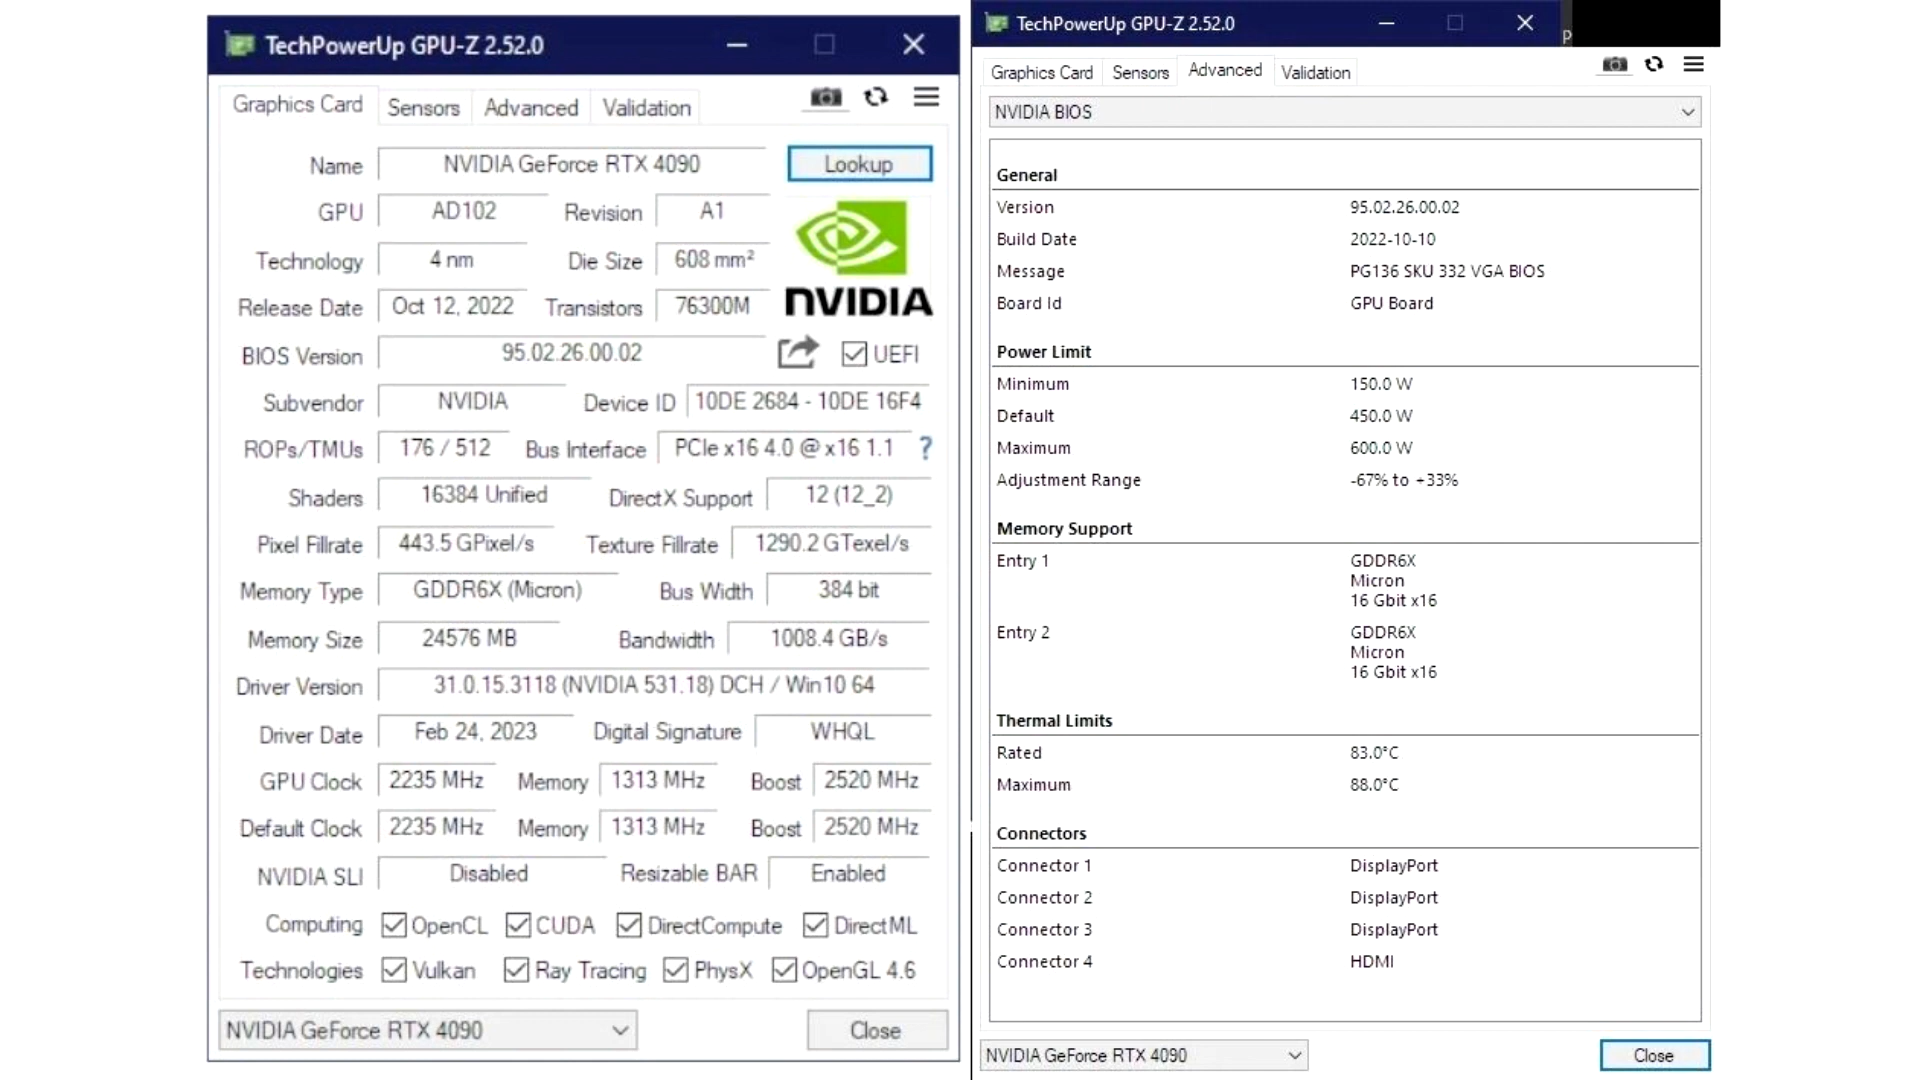 TechPowerUp GPU-Z 2.52.0
Graphics Card Sensors Advanced Validation
Name NVIDIA GeForce RTX 4090 Lookup
GPU AD102 Revision A1
Technology 4 nm Die Size 608 mm²
Release Date Oct 12, 2022 Transistors 76300M
NVIDIA
BIOS Version 95.02.26.00.02 UEFI
Subvendor NVIDIA Device ID 10DE 2684 - 10DE 16F4
ROPs/TMUs 176 / 512 Bus Interface PCIe x16 4.0 @ x16 1.1 ?
Shaders 16384 Unified DirectX Support 12 (12_2)
Pixel Fillrate 443.5 GPixel/s Texture Fillrate 1290.2 GTexel/s
Memory Type GDDR6X (Micron) Bus Width 384 bit
Memory Size 24576 MB Bandwidth 1008.4 GB/s
Driver Version 31.0.15.3118 (NVIDIA 531.18) DCH / Win10 64
Driver Date Feb 24, 2023 Digital Signature WHQL
GPU Clock 2235 MHz Memory 1313 MHz Boost 2520 MHz
Default Clock 2235 MHz Memory 1313 MHz Boost 2520 MHz
NVIDIA SLI Disabled Resizable BAR Enabled
Computing OpenCL CUDA DirectCompute DirectML
Technologies Vulkan Ray Tracing PhysX OpenGL 4.6
NVIDIA GeForce RTX 4090 Close
TechPowerUp GPU-Z 2.52.0
P
Graphics Card Sensors Advanced Validation
NVIDIA BIOS
General
Version 95.02.26.00.02
Build Date 2022-10-10
Message PG136 SKU 332 VGA BIOS
Board Id GPU Board
Power Limit
Minimum 150.0 W
Default 450.0 W
Maximum 600.0 W
Adjustment Range -67% to +33%
Memory Support
Entry 1 GDDR6X
Micron
16 Gbit x16
Entry 2 GDDR6X
Micron
16 Gbit x16
Thermal Limits
Rated 83.0°C
Maximum 88.0°C
Connectors
Connector 1 DisplayPort
Connector 2 DisplayPort
Connector 3 DisplayPort
Connector 4 HDMI
NVIDIA GeForce RTX 4090 Close